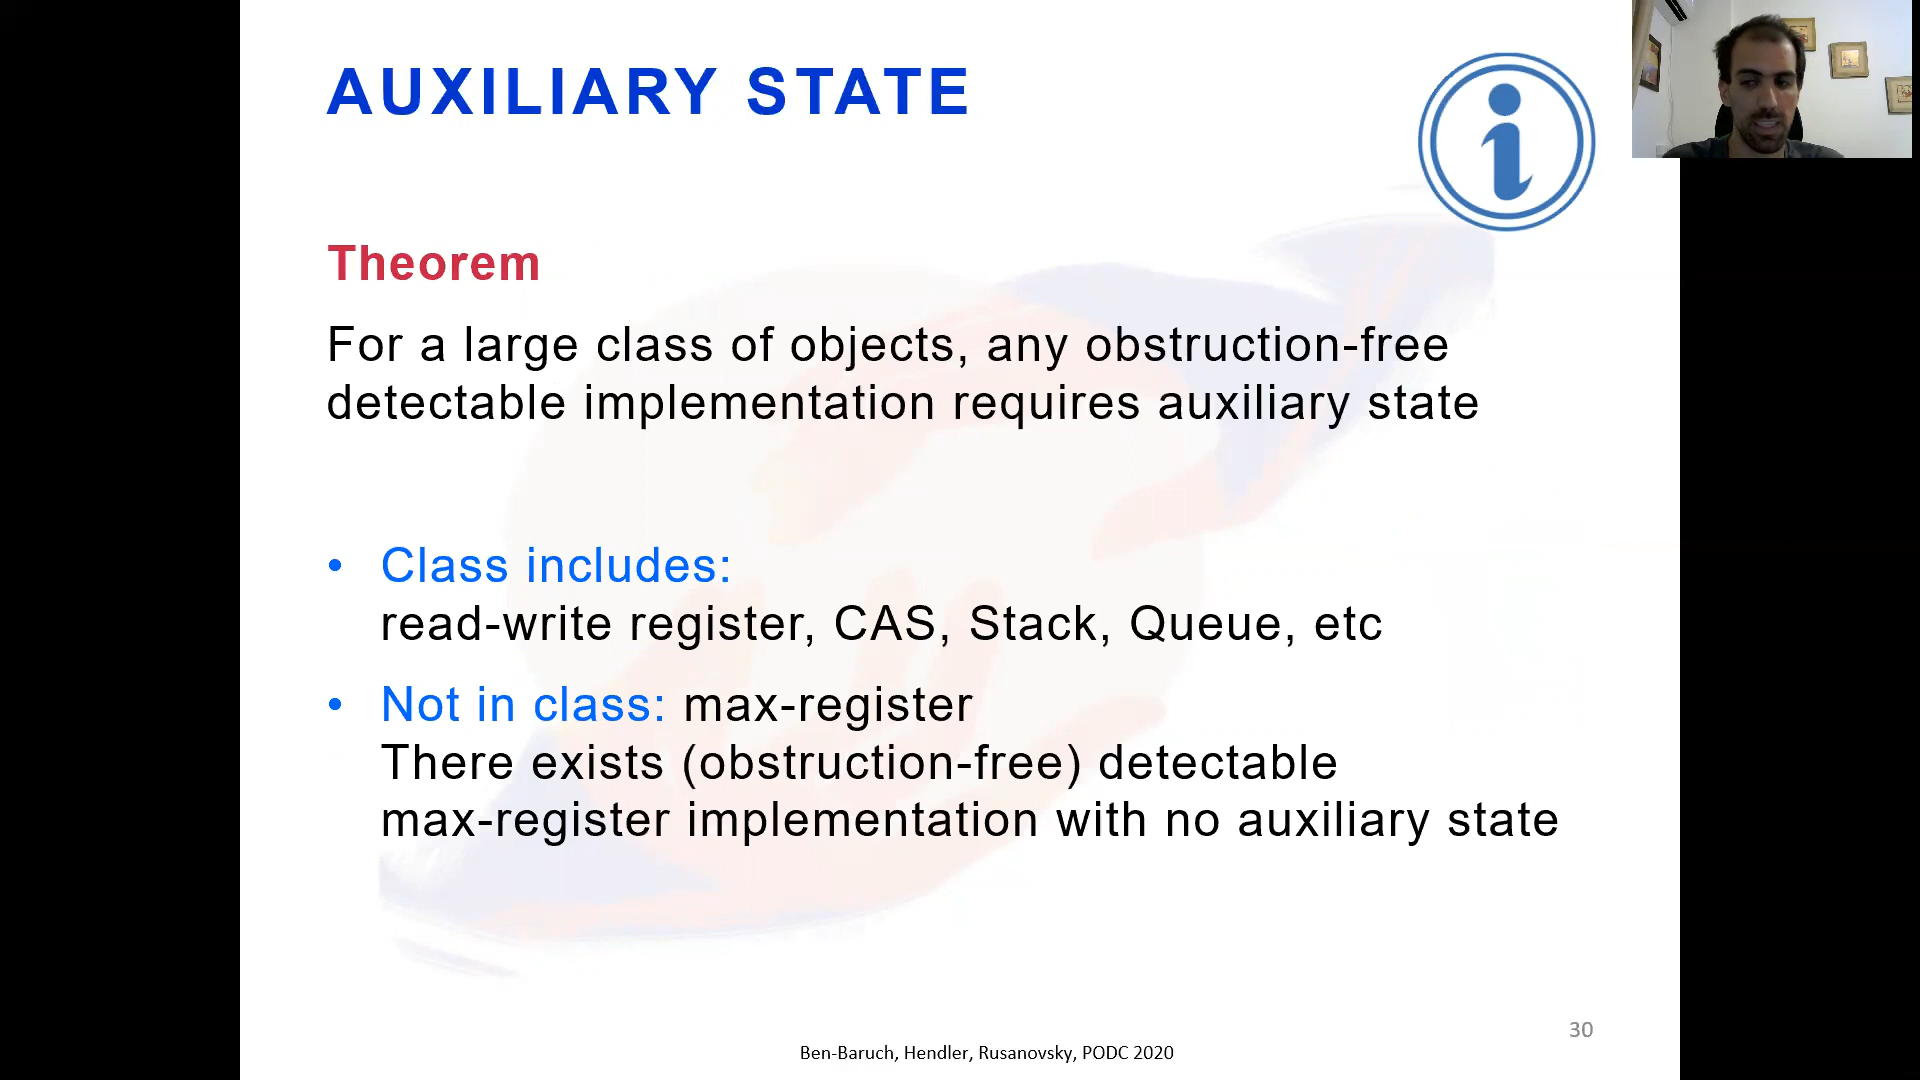 AUXILIARY STATE
Theorem
For a large class of objects, any obstruction-free
detectable implementation requires auxiliary state
• Class includes:
read-write register, CAS, Stack, Queue, etc
• Not in class: max-register
There exists (obstruction-free) detectable
max-register implementation with no auxiliary state
30
Ben-Baruch, Hendler, Rusanovsky, PODC 2020